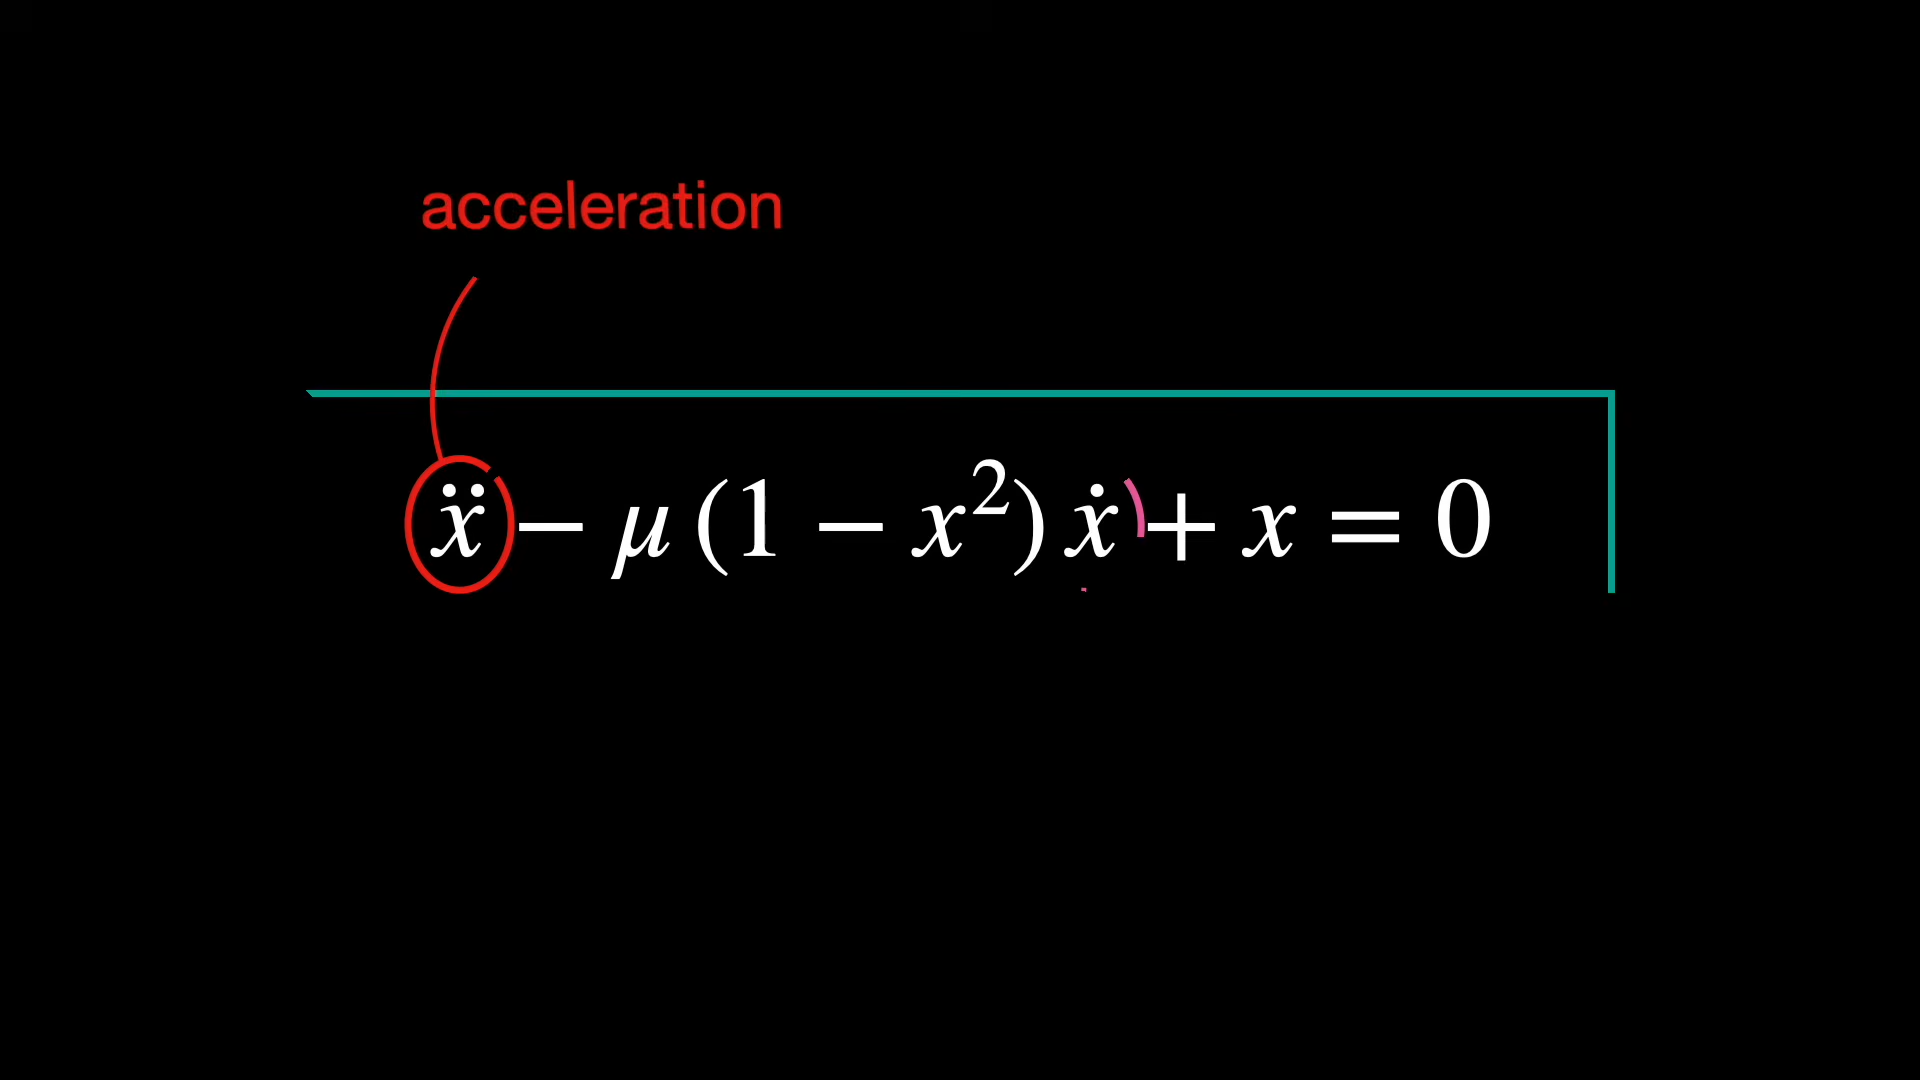 acceleration
ẍ − μ (1 − x²) ẋ + x = 0